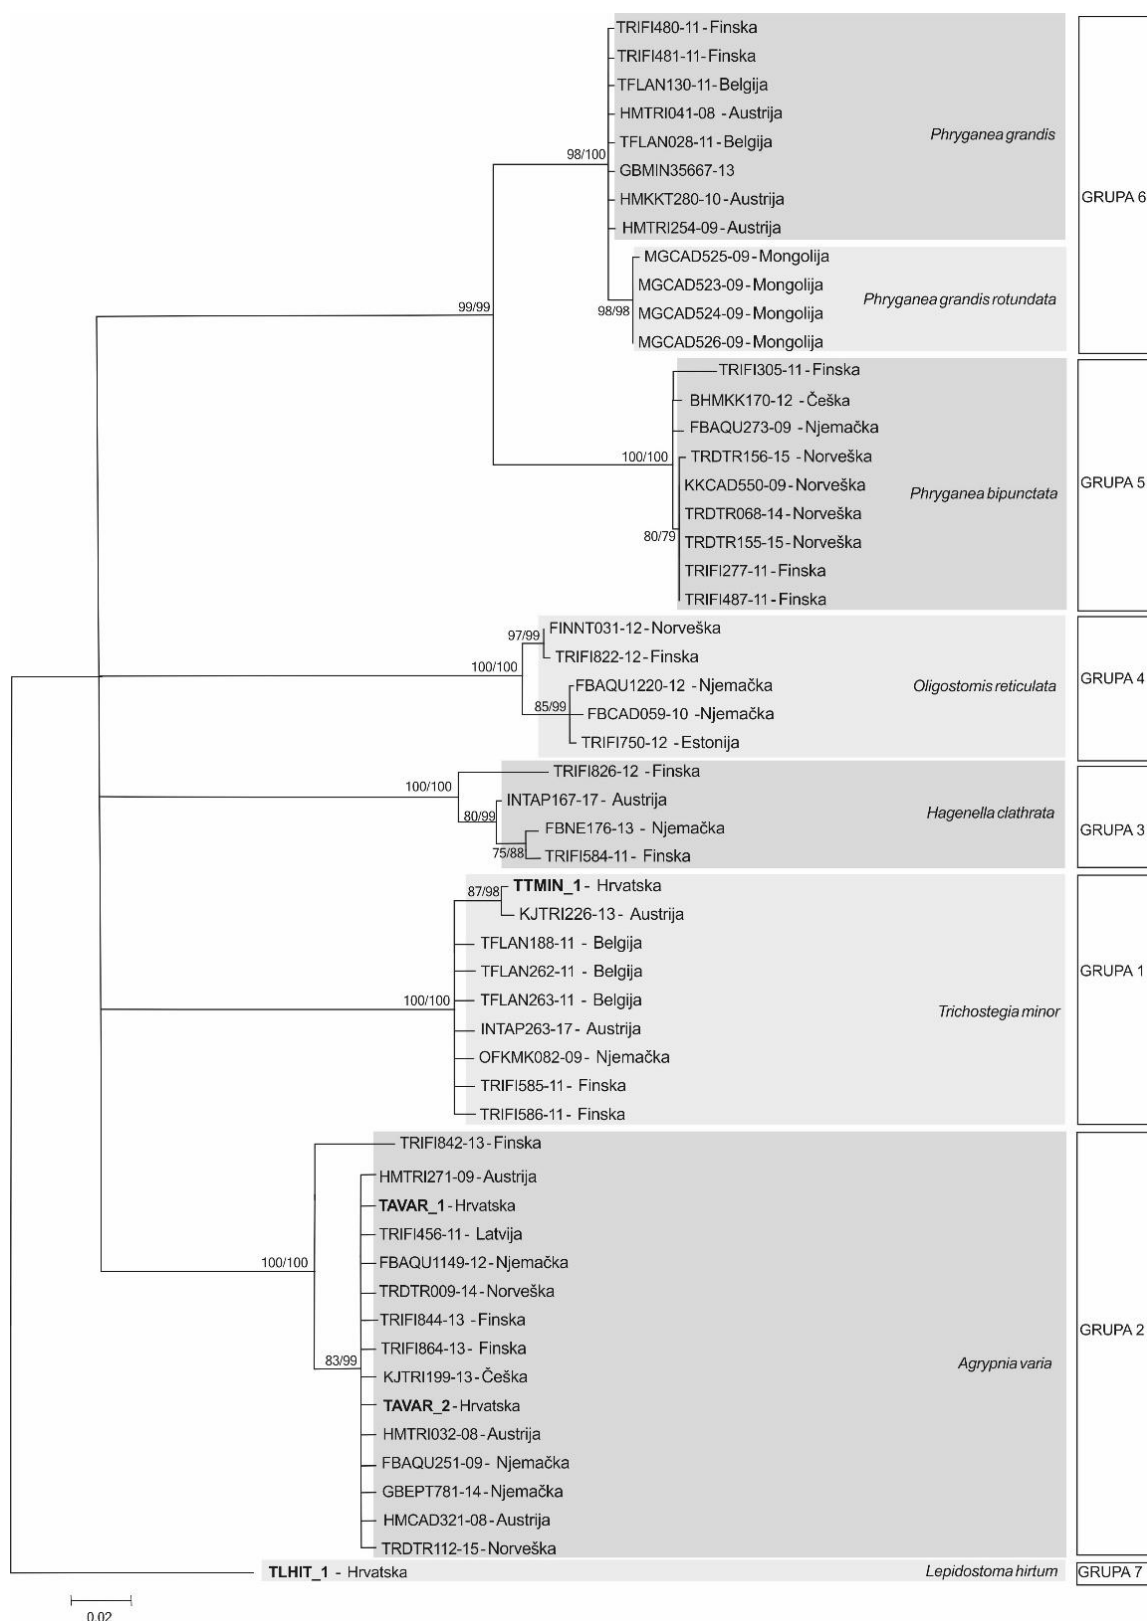 TRIFI480-11-Finska
TRIFI481-11-Finska
TFLAN130-11-Belgija
HMTRI041-08 -Austrija
Phryganea grandis
TFLAN028-11-Belgija
98/100
GBMIN35667-13
GRUPA 6
HMKKT280-10-Austrija
HMTRI254-09-Austrija
MGCAD525-09-Mongolija
MGCAD523-09-Mongolija
Phryganea grandis rotundata
99/99
98/98
MGCAD524-09-Mongolija
MGCAD526-09-Mongolija
TRIFI305-11-Finska
BHMKK170-12 -Češka
FBAQU273-09 -Njemačka
100/100
TRDTR156-15-Norveška
KKCAD550-09-Norveška
Phryganea bipunctata
GRUPA 5
TRDTR068-14-Norveška
80/79
TRDTR155-15-Norveška
TRIFI277-11-Finska
TRIFI487-11-Finska
FINNT031-12-Norveška
97/99
TRIFI822-12-Finska
100/100
FBAQU1220-12 -Njemačka
Oligostomis reticulata
GRUPA 4
85/99
FBCAD059-10 -Njemačka
TRIFI750-12-Estonija
TRIFI826-12 -Finska
100/100
INTAP167-17- Austrija
Hagenella clathrata
80/99
FBNE176-13 - Njemačka
GRUPA 3
75/88
TRIFI584-11 - Finska
TTMIN_1- Hrvatska
87/98
KJTRI226-13- Austrija
TFLAN188-11 - Belgija
TFLAN262-11 - Belgija
GRUPA 1
100/100
TFLAN263-11 - Belgija
Trichostegia minor
INTAP263-17- Austrija
OFKMK082-09 - Njemačka
TRIFI585-11 - Finska
TRIFI586-11 - Finska
TRIFI842-13-Finska
HMTRI271-09-Austrija
TAVAR_1-Hrvatska
TRIFI456-11- Latvija
100/100
FBAQU1149-12-Njemačka
TRDTR009-14-Norveška
TRIFI844-13 -Finska
GRUPA 2
TRIFI864-13-Finska
83/99
Agrypnia varia
KJTRI199-13-Češka
TAVAR_2-Hrvatska
HMTRI032-08-Austrija
FBAQU251-09- Njemačka
GBEPT781-14-Njemačka
HMCAD321-08-Austrija
TRDTR112-15-Norveška
TLHIT_1 - Hrvatska
Lepidostoma hirtum
GRUPA 7
0.02